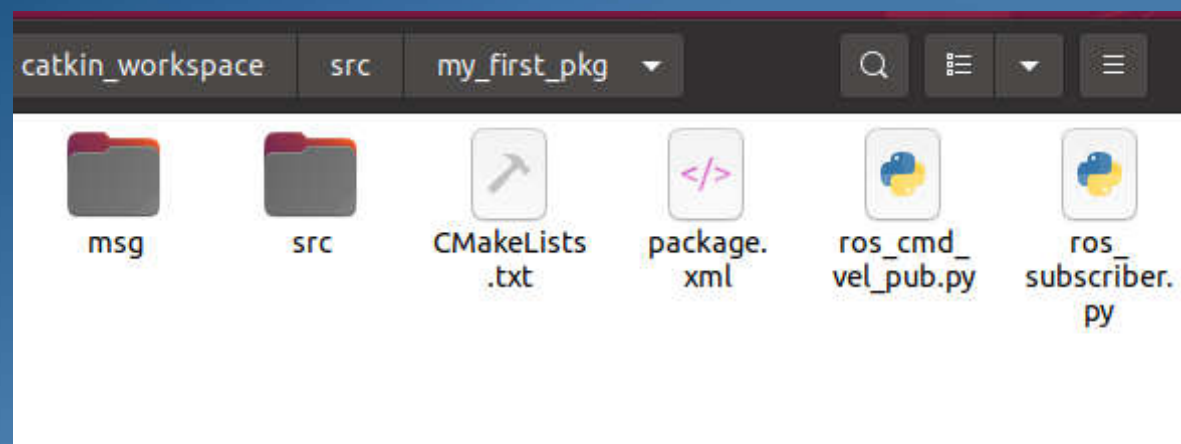 catkin_workspace src my_first_pkg
msg src CMakeLists package. ros_cmd_ ros_
.txt xml vel_pub.py subscriber.
py